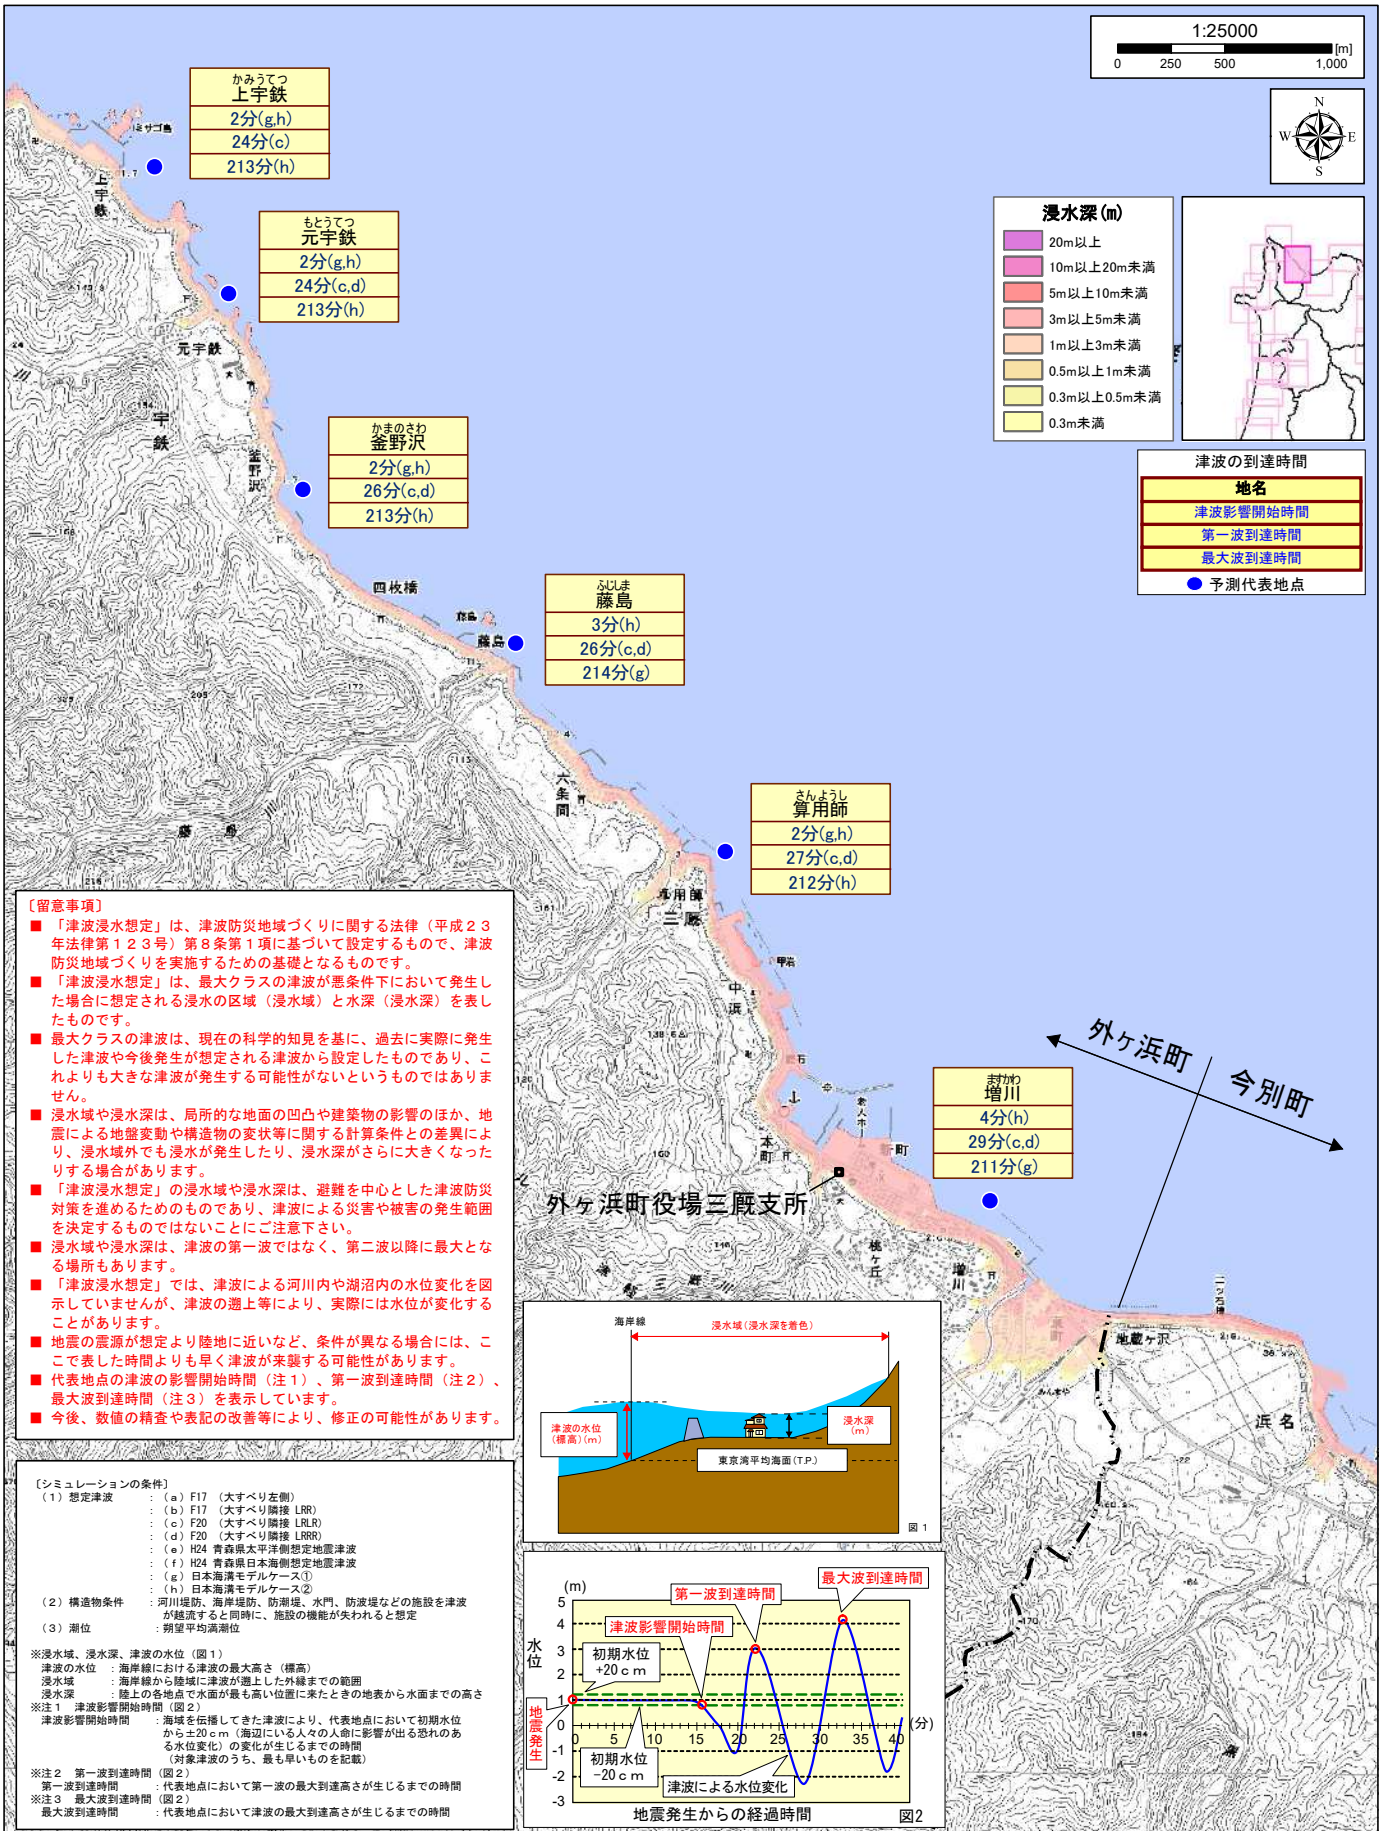 1:25000
[m]
0 250 500 1,000
N
W E
S
かみうてつ
上宇鉄
2分(g,h)
24分(c)
213分(h)
もとうてつ
元宇鉄
2分(g,h)
24分(c,d)
213分(h)
かまのさわ
釜野沢
2分(g,h)
26分(c,d)
213分(h)
ふじしま
藤島
3分(h)
26分(c,d)
214分(g)
さんようし
算用師
2分(g,h)
27分(c,d)
212分(h)
ますかわ
増川
4分(h)
29分(c,d)
211分(g)
浸水深(m)
20m以上
10m以上20m未満
5m以上10m未満
3m以上5m未満
1m以上3m未満
0.5m以上1m未満
0.3m以上0.5m未満
0.3m未満
津波の到達時間
地名
津波影響開始時間
第一波到達時間
最大波到達時間
予測代表地点
ミサゴ島
上宇鉄
元宇鉄
宇鉄
釜野沢
四枚橋
藤島
藤島
六条間
算用師
三厩
甲岩
中浜
本町
老人ホーム
新町
桃ヶ丘
増川
地蔵ヶ沢
二ツ石
みんまや
浜名
外ヶ浜町
今別町
外ヶ浜町役場三厩支所
〔留意事項〕
■ 「津波浸水想定」は、津波防災地域づくりに関する法律（平成２３
年法律第１２３号）第８条第１項に基づいて設定するもので、津波
防災地域づくりを実施するための基礎となるものです。
■ 「津波浸水想定」は、最大クラスの津波が悪条件下において発生し
た場合に想定される浸水の区域（浸水域）と水深（浸水深）を表し
たものです。
■ 最大クラスの津波は、現在の科学的知見を基に、過去に実際に発生
した津波や今後発生が想定される津波から設定したものであり、こ
れよりも大きな津波が発生する可能性がないというものではありま
せん。
■ 浸水域や浸水深は、局所的な地面の凹凸や建築物の影響のほか、地
震による地盤変動や構造物の変状等に関する計算条件との差異によ
り、浸水域外でも浸水が発生したり、浸水深がさらに大きくなった
りする場合があります。
■ 「津波浸水想定」の浸水域や浸水深は、避難を中心とした津波防災
対策を進めるためのものであり、津波による災害や被害の発生範囲
を決定するものではないことにご注意下さい。
■ 浸水域や浸水深は、津波の第一波ではなく、第二波以降に最大とな
る場所もあります。
■ 「津波浸水想定」では、津波による河川内や湖沼内の水位変化を図
示していませんが、津波の遡上等により、実際には水位が変化する
ことがあります。
■ 地震の震源が想定より陸地に近いなど、条件が異なる場合には、こ
こで表した時間よりも早く津波が来襲する可能性があります。
■ 代表地点の津波の影響開始時間（注１）、第一波到達時間（注２）、
最大波到達時間（注３）を表示しています。
■ 今後、数値の精査や表記の改善等により、修正の可能性があります。
〔シミュレーションの条件〕
（１）想定津波 ：（ａ）F17 （大すべり左側）
：（ｂ）F17 （大すべり隣接 LRR）
：（ｃ）F20 （大すべり隣接 LRLR）
：（ｄ）F20 （大すべり隣接 LRRR）
：（ｅ）H24 青森県太平洋側想定地震津波
：（ｆ）H24 青森県日本海側想定地震津波
：（ｇ）日本海溝モデルケース①
：（ｈ）日本海溝モデルケース②
（２）構造物条件 ：河川堤防、海岸堤防、防潮堤、水門、防波堤などの施設を津波
が越流すると同時に、施設の機能が失われると想定
（３）潮位 ：朔望平均満潮位
※浸水域、浸水深、津波の水位（図１）
津波の水位 ：海岸線における津波の最大高さ（標高）
浸水域 ：海岸線から陸域に津波が遡上した外縁までの範囲
浸水深 ：陸上の各地点で水面が最も高い位置に来たときの地表から水面までの高さ
※注１ 津波影響開始時間（図２）
津波影響開始時間 ：海域を伝播してきた津波により、代表地点において初期水位
から±20ｃｍ（海辺にいる人々の人命に影響が出る恐れのあ
る水位変化）の変化が生じるまでの時間
（対象津波のうち、最も早いものを記載）
※注２ 第一波到達時間（図２）
第一波到達時間 ：代表地点において第一波の最大到達高さが生じるまでの時間
※注３ 最大波到達時間（図２）
最大波到達時間 ：代表地点において津波の最大到達高さが生じるまでの時間
海岸線
浸水域（浸水深を着色）
津波の水位
（標高）（ｍ）
浸水深
（ｍ）
東京湾平均海面（T.P.）
図１
(m)
5
4
3
2
1
0
-1
-2
-3
水位
第一波到達時間
最大波到達時間
津波影響開始時間
初期水位
+20ｃｍ
地震発生
初期水位
−20ｃｍ
津波による水位変化
5 10 15 20 25 30 35 40
(分)
地震発生からの経過時間
図2